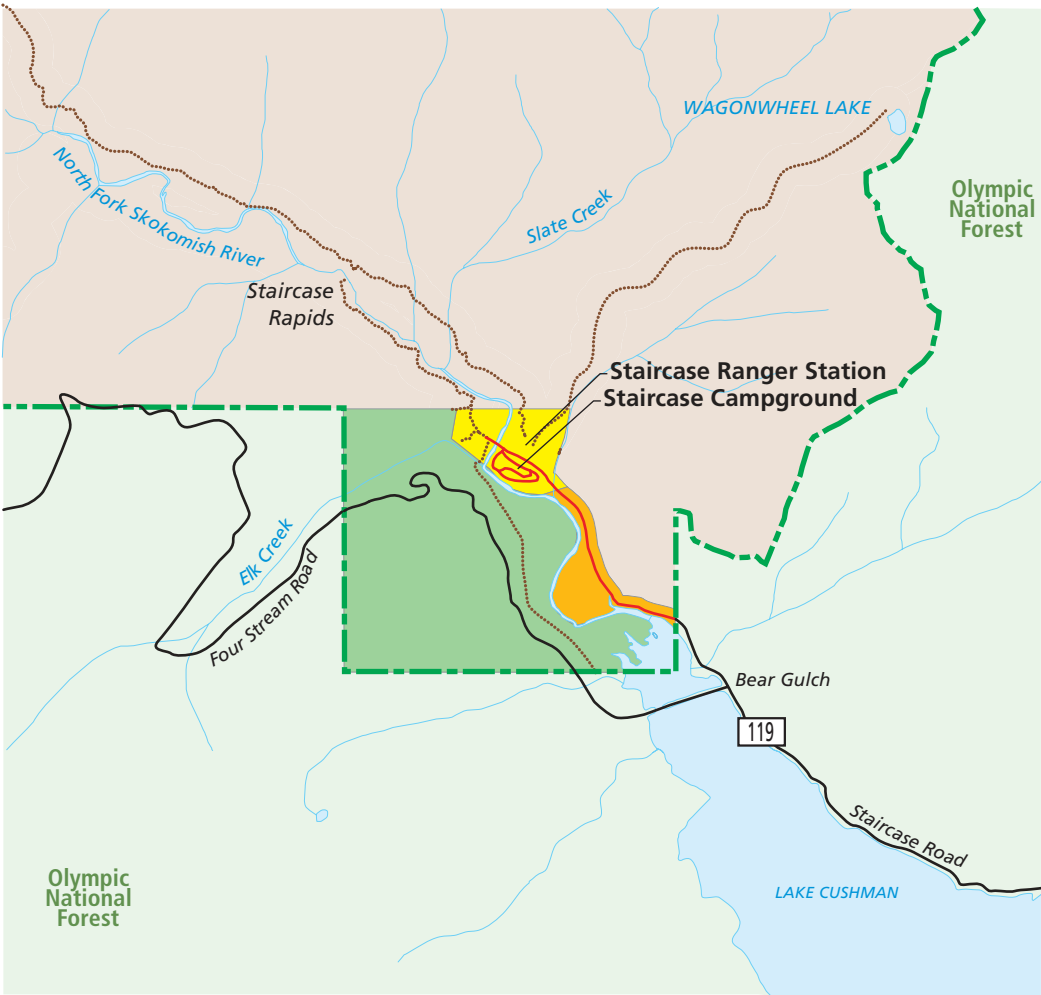 WAGONWHEEL LAKE
North Fork Skokomish River
Slate Creek
Olympic
National
Forest
Staircase
Rapids
Staircase Ranger Station
Staircase Campground
Elk Creek
Four Stream Road
Bear Gulch
119
Staircase Road
Olympic
National
Forest
LAKE CUSHMAN